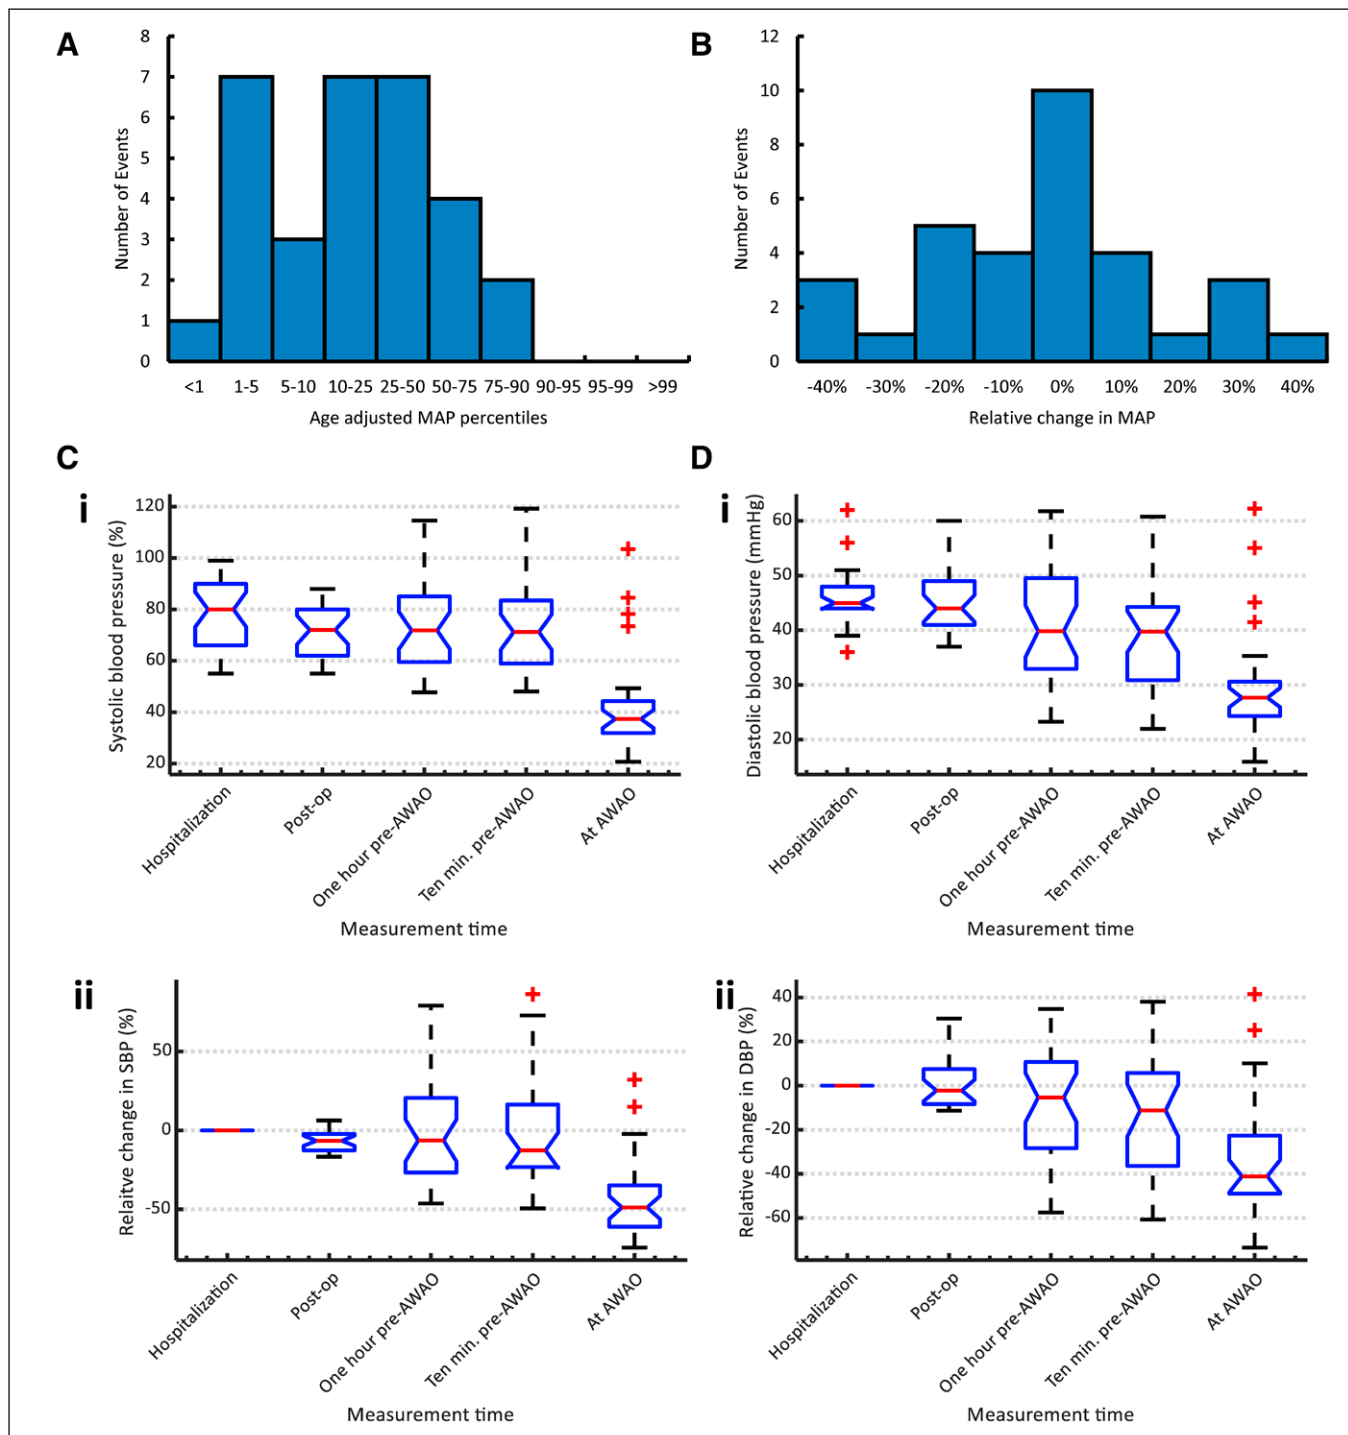 A
8
7
6
5
4
3
2
1
0
Number of Events
<1 1-5 5-10 10-25 25-50 50-75 75-90 90-95 95-99 >99
Age adjusted MAP percentiles
B
12
10
8
6
4
2
0
Number of Events
-40% -30% -20% -10% 0% 10% 20% 30% 40%
Relative change in MAP
C
i
120
100
80
60
40
20
Systolic blood pressure (%)
Hospitalization
Post-op
One hour pre-AWAO
Ten min. pre-AWAO
At AWAO
Measurement time
D
i
60
50
40
30
20
Diastolic blood pressure (mmHg)
Hospitalization
Post-op
One hour pre-AWAO
Ten min. pre-AWAO
At AWAO
Measurement time
ii
50
0
-50
Relaitve change in SBP (%)
Hospitalization
Post-op
One hour pre-AWAO
Ten min. pre-AWAO
At AWAO
Measurement time
ii
40
20
0
-20
-40
-60
Relative change in DBP (%)
Hospitalization
Post-op
One hour pre-AWAO
Ten min. pre-AWAO
At AWAO
Measurement time